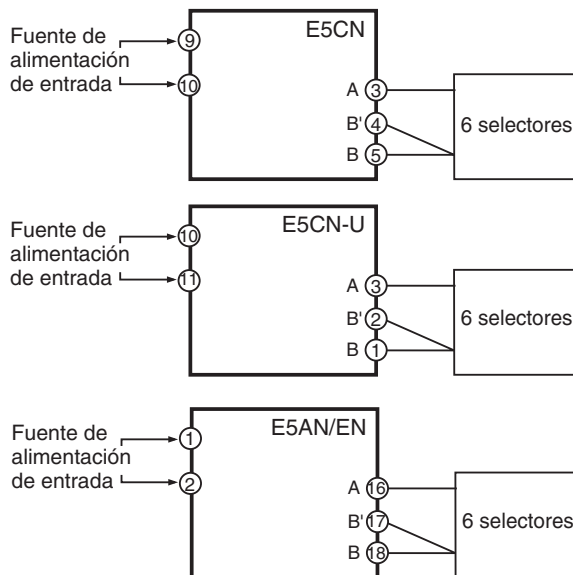 E5CN
Fuente de
alimentación
de entrada
9
10
A 3
B' 4
B 5
6 selectores
E5CN-U
Fuente de
alimentación
de entrada
10
11
A 3
B' 2
B 1
6 selectores
E5AN/EN
Fuente de
alimentación
de entrada
1
2
A 16
B' 17
B 18
6 selectores